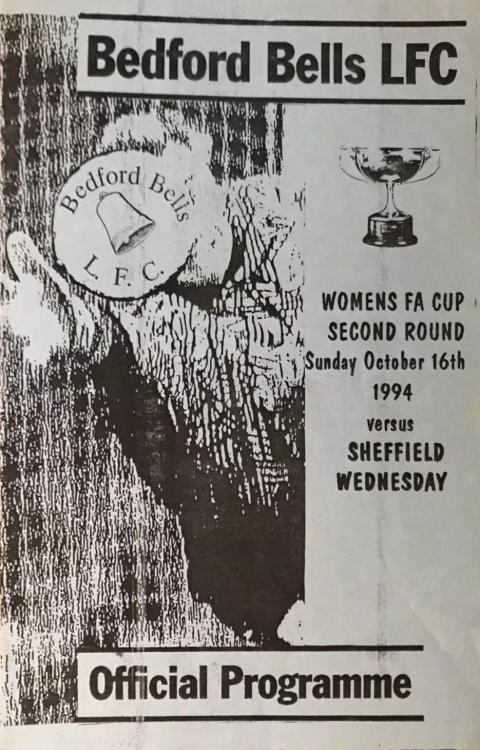 Bedford Bells LFC
Bedford Bells
L. F. C.
WOMENS FA CUP
SECOND ROUND
Sunday October 16th
1994
versus
SHEFFIELD
WEDNESDAY
Official Programme